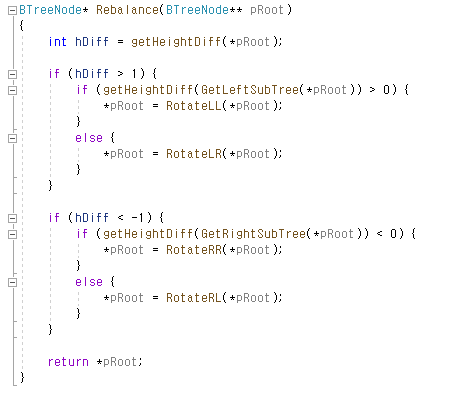 BTreeNode* Rebalance(BTreeNode** pRoot)
{
    int hDiff = getHeightDiff(*pRoot);

    if (hDiff > 1) {
        if (getHeightDiff(GetLeftSubTree(*pRoot)) > 0) {
            *pRoot = RotateLL(*pRoot);
        }
        else {
            *pRoot = RotateLR(*pRoot);
        }
    }

    if (hDiff < -1) {
        if (getHeightDiff(GetRightSubTree(*pRoot)) < 0) {
            *pRoot = RotateRR(*pRoot);
        }
        else {
            *pRoot = RotateRL(*pRoot);
        }
    }

    return *pRoot;
}